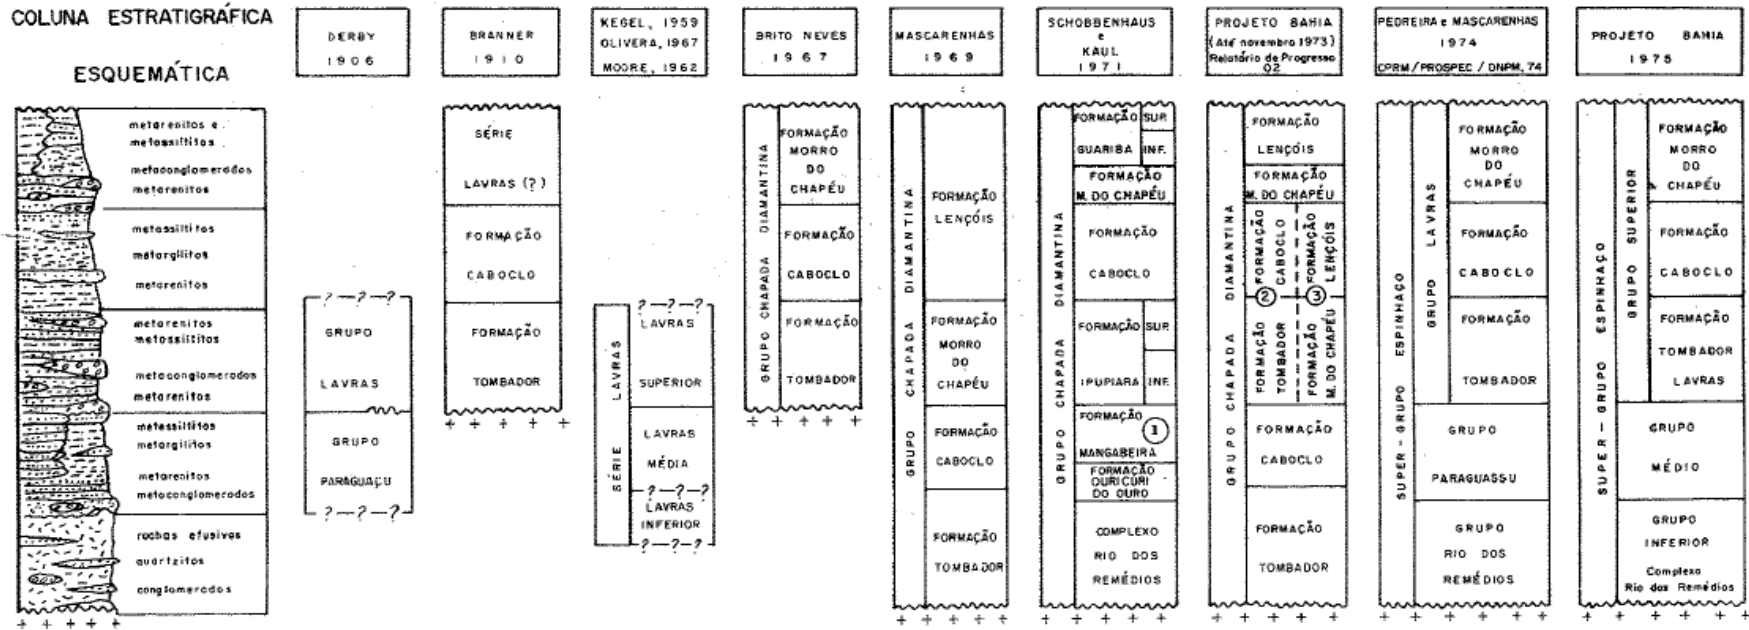 COLUNA ESTRATIGRÁFICA
ESQUEMÁTICA
metarenitos e
metassiltitos
metaconglomerados
metarenitos
metassiltitos
metargilitos
metarenitos
metarenitos
metassiltitos
metaconglomerados
metarenitos
metassiltitos
metargilitos
metarenitos
metaconglomerados
rochas efusivas
quartzitos
conglomerados
DERBY
1906
? — ? — ?
GRUPO
LAVRAS
GRUPO
PARAGUAÇU
? — ? — ?
BRANNER
1910
SÉRIE
LAVRAS (?)
FORMAÇÃO
CABOCLO
FORMAÇÃO
TOMBADOR
KEGEL, 1959
OLIVERA, 1967
MOORE, 1962
? — ? — ?
SÉRIE LAVRAS
LAVRAS
SUPERIOR
LAVRAS
MÉDIA
? — ? — ?
LAVRAS
INFERIOR
? — ? — ?
BRITO NEVES
1967
GRUPO CHAPADA DIAMANTINA
FORMAÇÃO
MORRO
DO
CHAPÉU
FORMAÇÃO
CABOCLO
FORMAÇÃO
TOMBADOR
MASCARENHAS
1969
GRUPO CHAPADA DIAMANTINA
FORMAÇÃO
LENÇÓIS
FORMAÇÃO
MORRO
DO
CHAPÉU
FORMAÇÃO
CABOCLO
FORMAÇÃO
TOMBADOR
SCHOBBENHAUS
e
KAUL
1971
GRUPO CHAPADA DIAMANTINA
FORMAÇÃO SUP.
GUARIBA INF.
FORMAÇÃO
M. DO CHAPÉU
FORMAÇÃO
CABOCLO
FORMAÇÃO SUP.
IPUPIARA INF.
FORMAÇÃO
1
MANGABEIRA
FORMAÇÃO
OURICURI
DO OURO
COMPLEXO
RIO DOS
REMÉDIOS
PROJETO BAHIA
(Até novembro 1973)
Relatório de Progresso
02
GRUPO CHAPADA DIAMANTINA
FORMAÇÃO
LENÇÓIS
FORMAÇÃO
M. DO CHAPÉU
FORMAÇÃO
CABOCLO
FORMAÇÃO
LENÇÓIS
2
3
FORMAÇÃO
TOMBADOR
FORMAÇÃO
M. DO CHAPÉU
FORMAÇÃO
CABOCLO
FORMAÇÃO
TOMBADOR
PEDREIRA e MASCARENHAS
1974
CPRM / PROSPEC / DNPM, 74
SUPER-GRUPO ESPINHAÇO
GRUPO LAVRAS
FORMAÇÃO
MORRO
DO
CHAPÉU
FORMAÇÃO
CABOCLO
FORMAÇÃO
TOMBADOR
GRUPO
PARAGUASSU
GRUPO
RIO DOS
REMÉDIOS
PROJETO BAHIA
1975
SUPER-GRUPO ESPINHAÇO
GRUPO SUPERIOR
FORMAÇÃO
MORRO
DO
CHAPÉU
FORMAÇÃO
CABOCLO
FORMAÇÃO
TOMBADOR
LAVRAS
GRUPO
MÉDIO
GRUPO
INFERIOR
Complexo
Rio dos Remédios